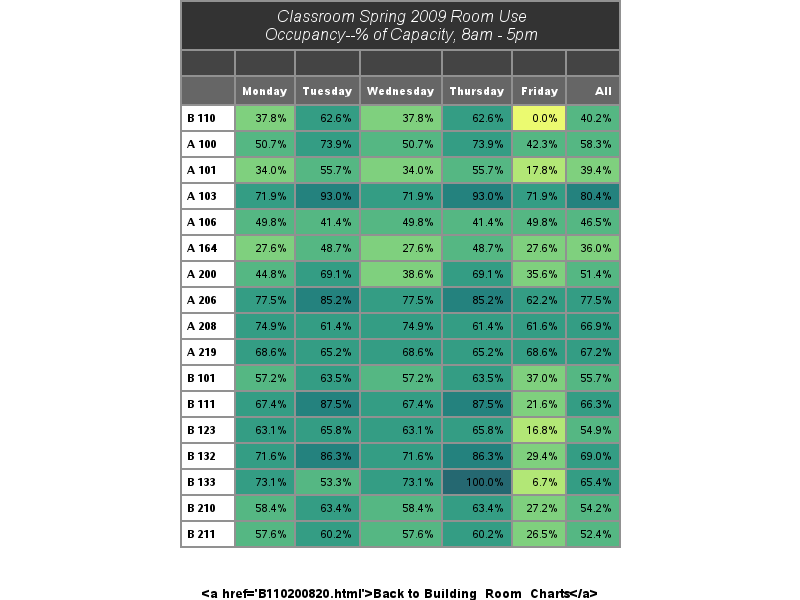 Classroom Spring 2009 Room Use
Occupancy--% of Capacity, 8am - 5pm
Monday Tuesday Wednesday Thursday Friday All
B 110 37.8% 62.6% 37.8% 62.6% 0.0% 40.2%
A 100 50.7% 73.9% 50.7% 73.9% 42.3% 58.3%
A 101 34.0% 55.7% 34.0% 55.7% 17.8% 39.4%
A 103 71.9% 93.0% 71.9% 93.0% 71.9% 80.4%
A 106 49.8% 41.4% 49.8% 41.4% 49.8% 46.5%
A 164 27.6% 48.7% 27.6% 48.7% 27.6% 36.0%
A 200 44.8% 69.1% 38.6% 69.1% 35.6% 51.4%
A 206 77.5% 85.2% 77.5% 85.2% 62.2% 77.5%
A 208 74.9% 61.4% 74.9% 61.4% 61.6% 66.9%
A 219 68.6% 65.2% 68.6% 65.2% 68.6% 67.2%
B 101 57.2% 63.5% 57.2% 63.5% 37.0% 55.7%
B 111 67.4% 87.5% 67.4% 87.5% 21.6% 66.3%
B 123 63.1% 65.8% 63.1% 65.8% 16.8% 54.9%
B 132 71.6% 86.3% 71.6% 86.3% 29.4% 69.0%
B 133 73.1% 53.3% 73.1% 100.0% 6.7% 65.4%
B 210 58.4% 63.4% 58.4% 63.4% 27.2% 54.2%
B 211 57.6% 60.2% 57.6% 60.2% 26.5% 52.4%
<a href='B110200820.html'>Back to Building_Room_Charts</a>